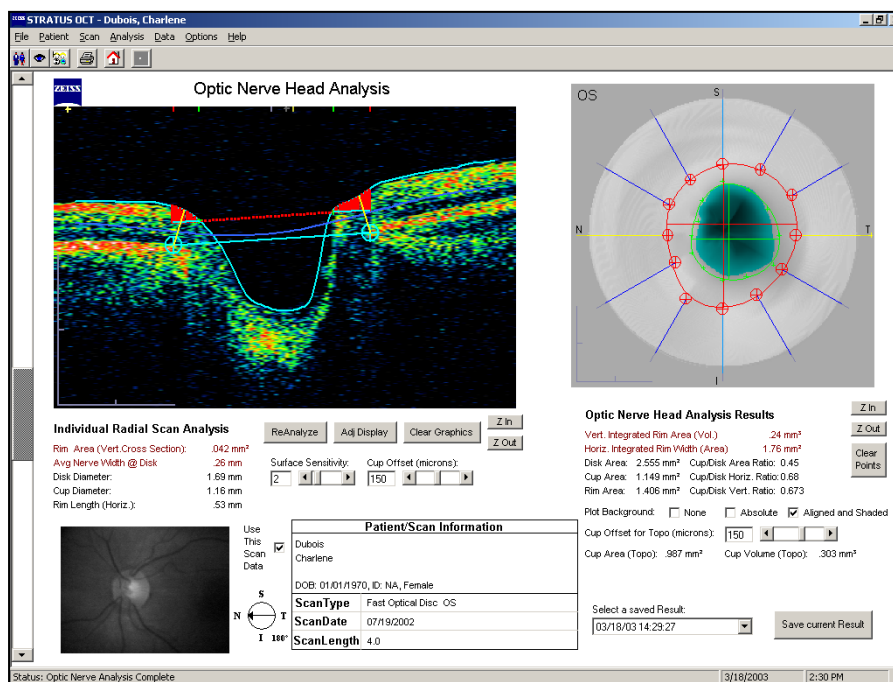 ZEISS STRATUS OCT - Dubois, Charlene
File Patient Scan Analysis Data Options Help
ZEISS
Optic Nerve Head Analysis
OS
S
N
T
I
Individual Radial Scan Analysis
Rim Area (Vert.Cross Section): .042 mm²
Avg Nerve Width @ Disk: .26 mm
Disk Diameter: 1.69 mm
Cup Diameter: 1.16 mm
Rim Length (Horiz.): .53 mm
ReAnalyze
Adj Display
Clear Graphics
Z In
Z Out
Surface Sensitivity:
2
Cup Offset (microns):
150
Optic Nerve Head Analysis Results
Vert. Integrated Rim Area (Vol.) .24 mm³
Horiz. Integrated Rim Width (Area) 1.76 mm²
Disk Area: 2.555 mm² Cup/Disk Area Ratio: 0.45
Cup Area: 1.149 mm² Cup/Disk Horiz. Ratio: 0.68
Rim Area: 1.406 mm² Cup/Disk Vert. Ratio: 0.673
Z In
Z Out
Clear
Points
Plot Background: None Absolute Aligned and Shaded
Cup Offset for Topo (microns): 150
Cup Area (Topo): .987 mm² Cup Volume (Topo): .303 mm³
Use
This
Scan
Data
S
N T
I 180°
Patient/Scan Information
Dubois
Charlene
DOB: 01/01/1970, ID: NA, Female
ScanType Fast Optical Disc OS
ScanDate 07/19/2002
ScanLength 4.0
Select a saved Result:
03/18/03 14:29:27
Save current Result
Status: Optic Nerve Analysis Complete 3/18/2003 2:30 PM